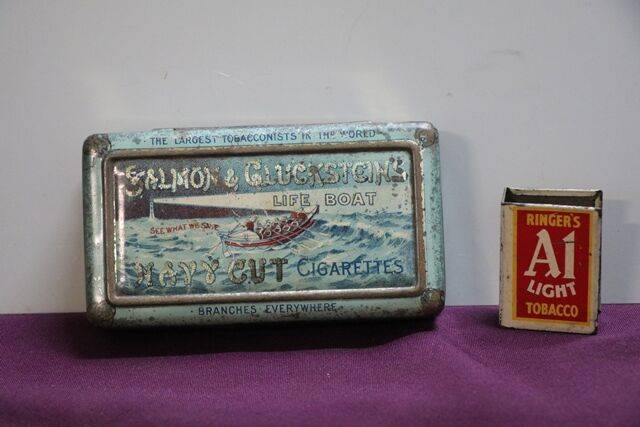 THE LARGEST TOBACCONISTS IN THE WORLD
SALMON & GLUCKSTEIN'S
LIFE BOAT
SEE WHAT WE SAVE
NAVY CUT CIGARETTES
BRANCHES EVERYWHERE
RINGER'S
A1
LIGHT
TOBACCO